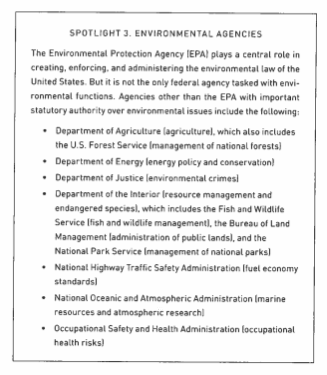 SPOTLIGHT 3. ENVIRONMENTAL AGENCIES
The Environmental Protection Agency (EPA) plays a central role in
creating, enforcing, and administering the environmental law of the
United States. But it is not the only federal agency tasked with envi-
ronmental functions. Agencies other than the EPA with important
statutory authority over environmental issues include the following:
• Department of Agriculture (agriculture), which also includes
the U.S. Forest Service (management of national forests)
• Department of Energy (energy policy and conservation)
• Department of Justice (environmental crimes)
• Department of the Interior (resource management and
endangered species), which includes the Fish and Wildlife
Service (fish and wildlife management), the Bureau of Land
Management (administration of public lands), and the
National Park Service (management of national parks)
• National Highway Traffic Safety Administration (fuel economy
standards)
• National Oceanic and Atmospheric Administration (marine
resources and atmospheric research)
• Occupational Safety and Health Administration (occupational
health risks)